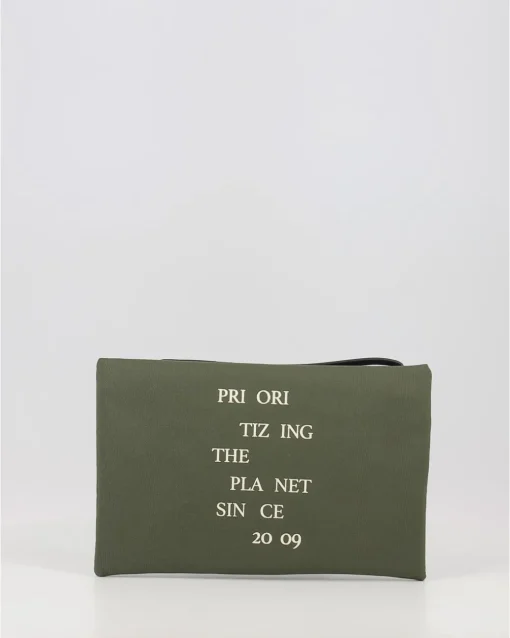 PRI ORI
TIZ ING
THE
PLA NET
SIN CE
20 09